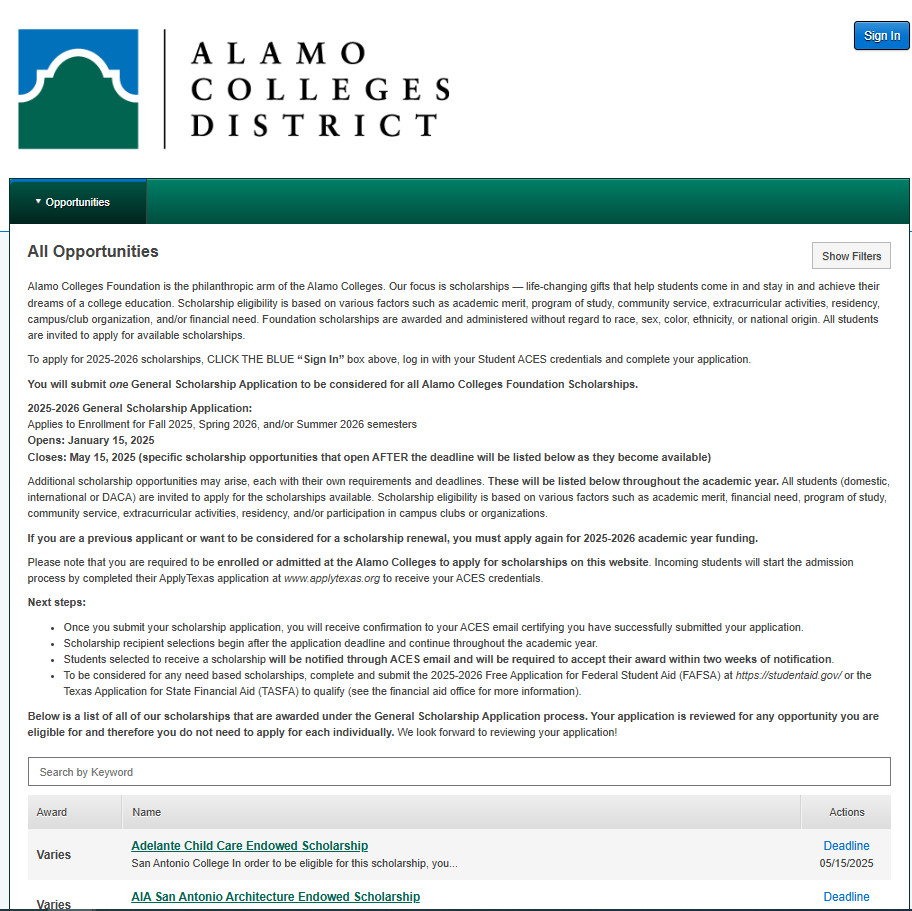 ALAMO
COLLEGES
DISTRICT
Sign In
▼ Opportunities
All Opportunities
Show Filters
Alamo Colleges Foundation is the philanthropic arm of the Alamo Colleges. Our focus is scholarships — life-changing gifts that help students come in and stay in and achieve their
dreams of a college education. Scholarship eligibility is based on various factors such as academic merit, program of study, community service, extracurricular activities, residency,
campus/club organization, and/or financial need. Foundation scholarships are awarded and administered without regard to race, sex, color, ethnicity, or national origin. All students
are invited to apply for available scholarships.
To apply for 2025-2026 scholarships, CLICK THE BLUE “Sign In” box above, log in with your Student ACES credentials and complete your application.
You will submit one General Scholarship Application to be considered for all Alamo Colleges Foundation Scholarships.
2025-2026 General Scholarship Application:
Applies to Enrollment for Fall 2025, Spring 2026, and/or Summer 2026 semesters
Opens: January 15, 2025
Closes: May 15, 2025 (specific scholarship opportunities that open AFTER the deadline will be listed below as they become available)
Additional scholarship opportunities may arise, each with their own requirements and deadlines. These will be listed below throughout the academic year. All students (domestic,
international or DACA) are invited to apply for the scholarships available. Scholarship eligibility is based on various factors such as academic merit, financial need, program of study,
community service, extracurricular activities, residency, and/or participation in campus clubs or organizations.
If you are a previous applicant or want to be considered for a scholarship renewal, you must apply again for 2025-2026 academic year funding.
Please note that you are required to be enrolled or admitted at the Alamo Colleges to apply for scholarships on this website. Incoming students will start the admission
process by completed their ApplyTexas application at www.applytexas.org to receive your ACES credentials.
Next steps:
• Once you submit your scholarship application, you will receive confirmation to your ACES email certifying you have successfully submitted your application.
• Scholarship recipient selections begin after the application deadline and continue throughout the academic year.
• Students selected to receive a scholarship will be notified through ACES email and will be required to accept their award within two weeks of notification.
• To be considered for any need based scholarships, complete and submit the 2025-2026 Free Application for Federal Student Aid (FAFSA) at https://studentaid.gov/ or the
Texas Application for State Financial Aid (TASFA) to qualify (see the financial aid office for more information).
Below is a list of all of our scholarships that are awarded under the General Scholarship Application process. Your application is reviewed for any opportunity you are
eligible for and therefore you do not need to apply for each individually. We look forward to reviewing your application!
Search by Keyword
Award Name Actions
Adelante Child Care Endowed Scholarship Deadline
Varies San Antonio College In order to be eligible for this scholarship, you... 05/15/2025
AIA San Antonio Architecture Endowed Scholarship Deadline
Varies